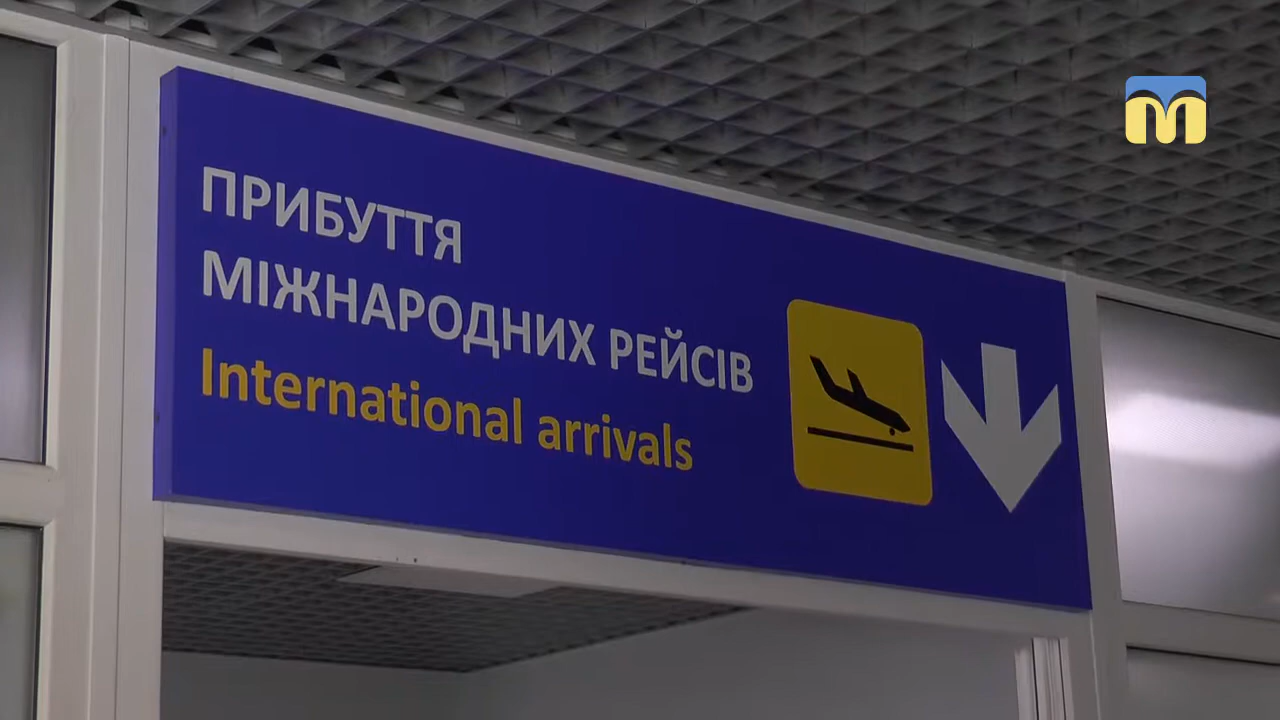 ПРИБУТТЯ
МІЖНАРОДНИХ РЕЙСІВ
International arrivals